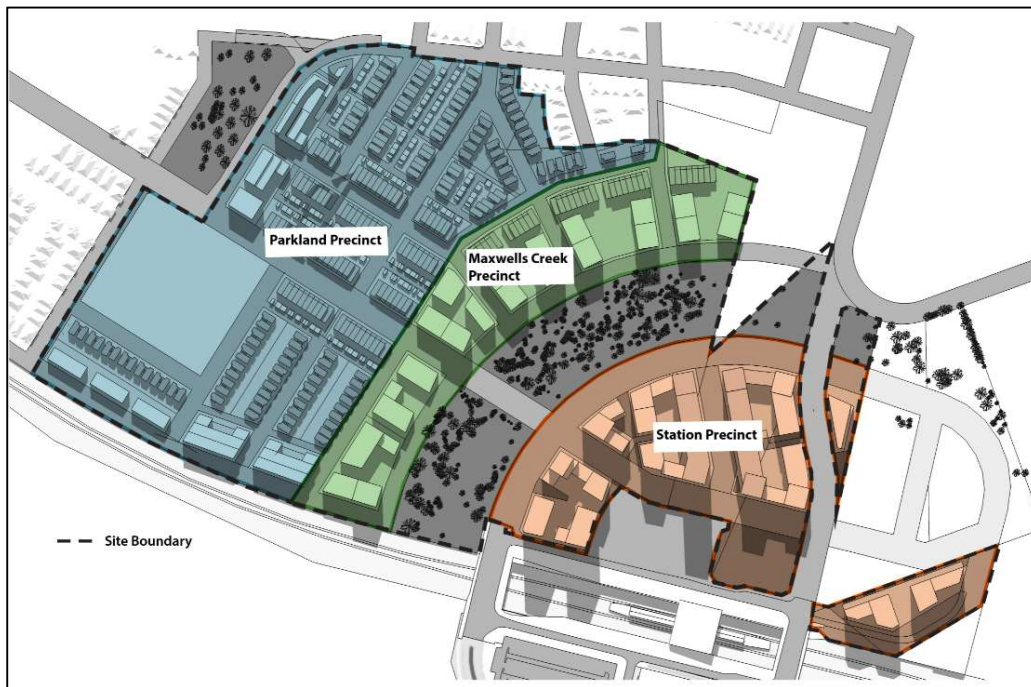 Parkland Precinct
Maxwells Creek
Precinct
Station Precinct
Site Boundary